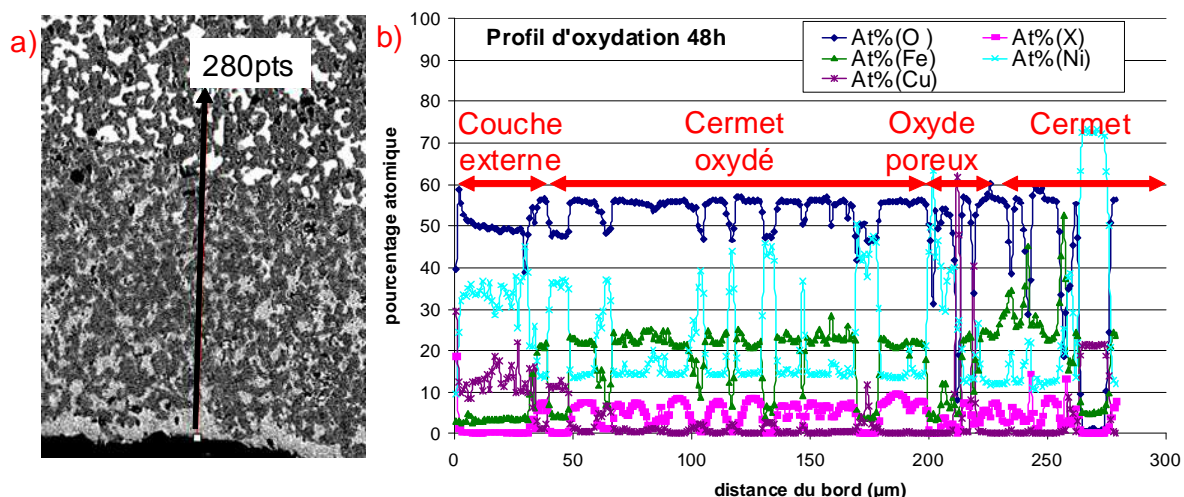 a)
280pts
b)
Profil d'oxydation 48h
At%(O )
At%(X)
At%(Fe)
At%(Ni)
At%(Cu)
Couche
externe
Cermet
oxydé
Oxyde
poreux
Cermet
pourcentage atomique
100
90
80
70
60
50
40
30
20
10
0
0 50 100 150 200 250 300
distance du bord (µm)